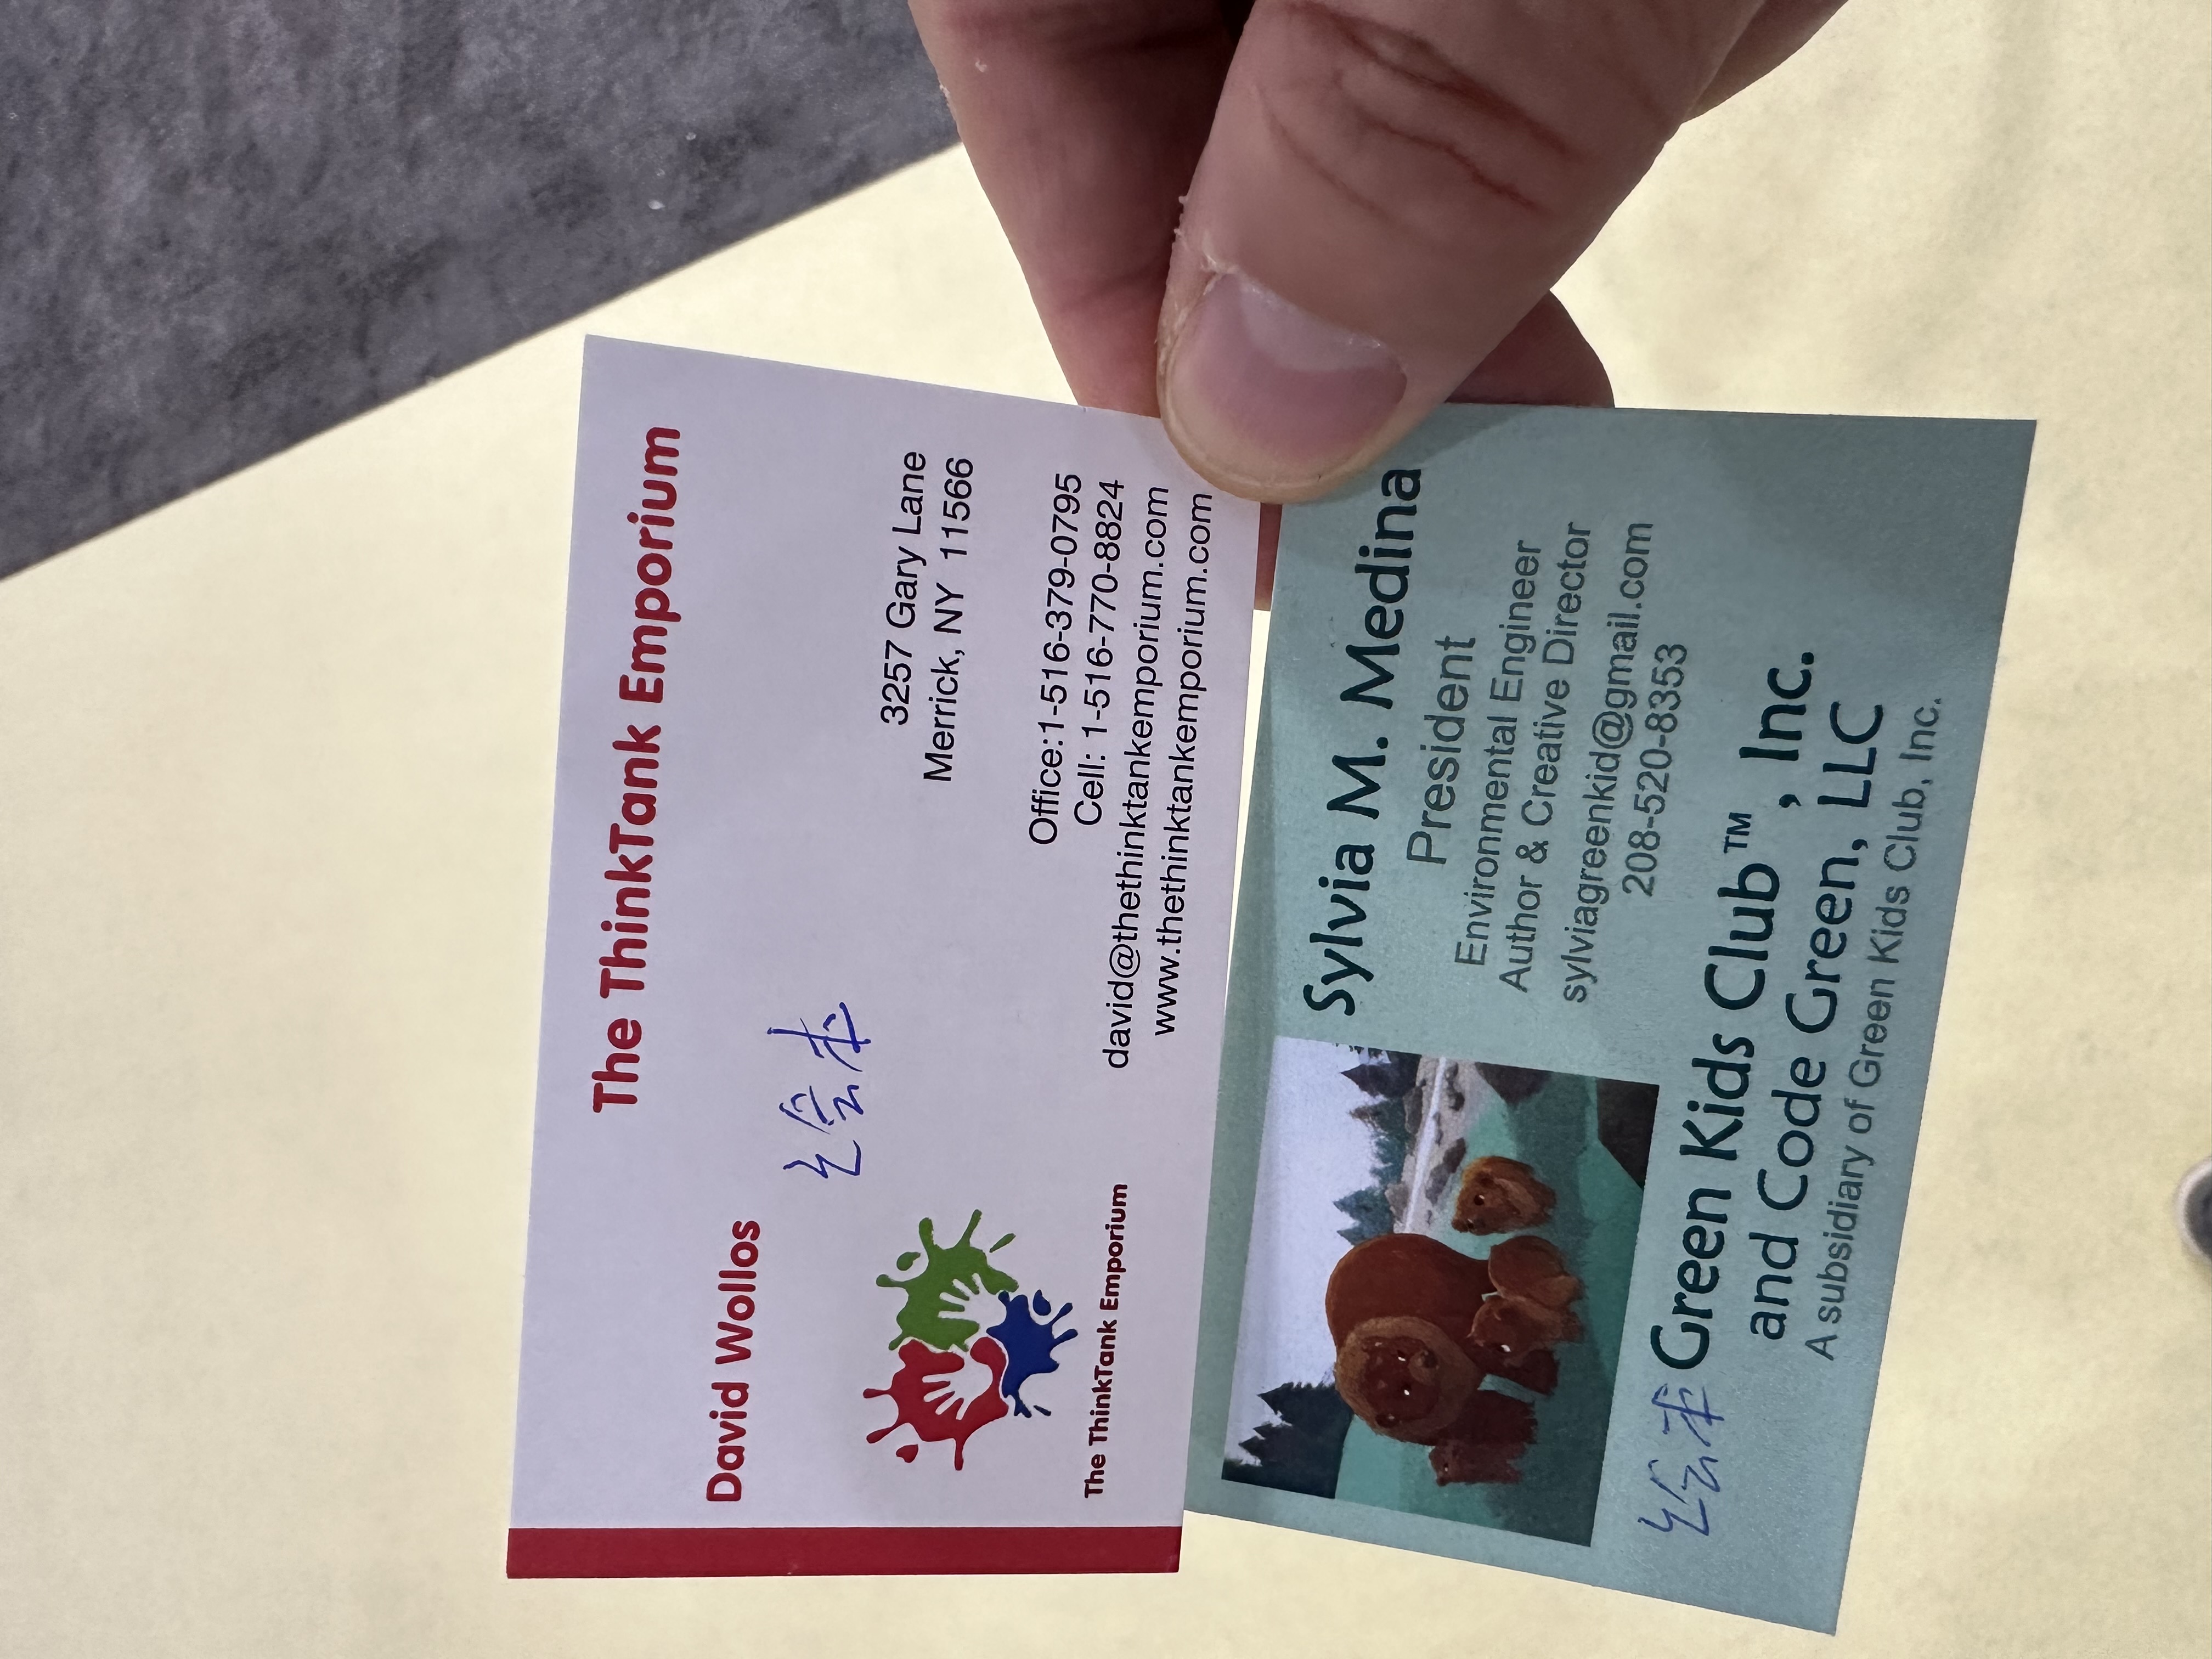 The ThinkTank Emporium
David Wollos
绘本
3257 Gary Lane
Merrick, NY 11566
Office:1-516-379-0795
Cell: 1-516-770-8824
david@thethinktankemporium.com
www.thethinktankemporium.com
The ThinkTank Emporium
Sylvia M. Medina
President
Environmental Engineer
Author & Creative Director
sylviagreenkid@gmail.com
208-520-8353
绘本
Green Kids Club™, Inc.
and Code Green, LLC
A subsidiary of Green Kids Club, Inc.